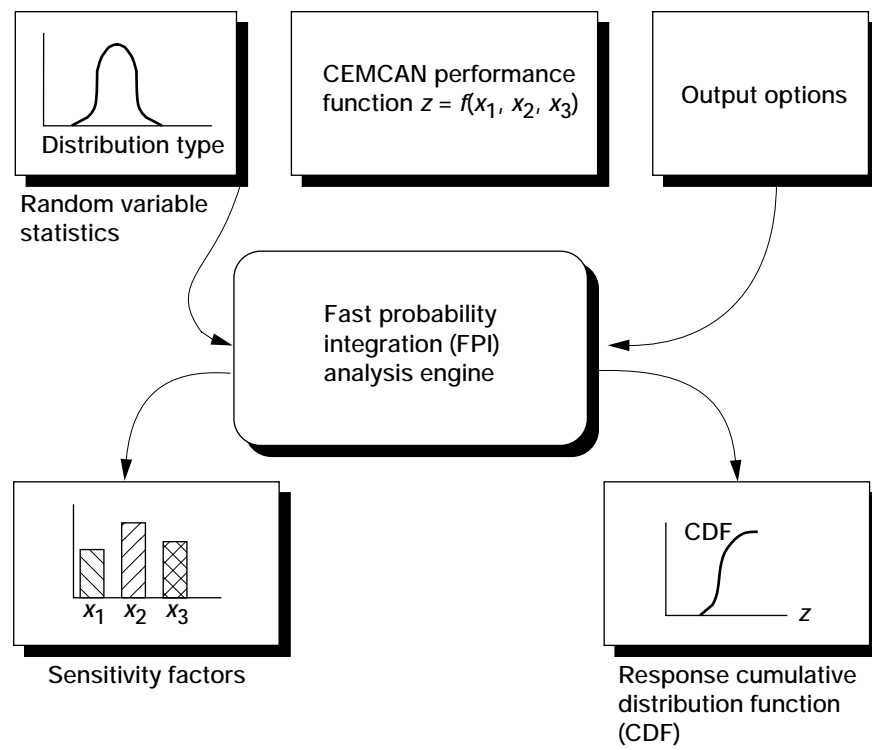 Distribution type
Random variable
statistics
CEMCAN performance
function z = f(x₁, x₂, x₃)
Output options
Fast probability
integration (FPI)
analysis engine
x₁ x₂ x₃
Sensitivity factors
CDF
z
Response cumulative
distribution function
(CDF)